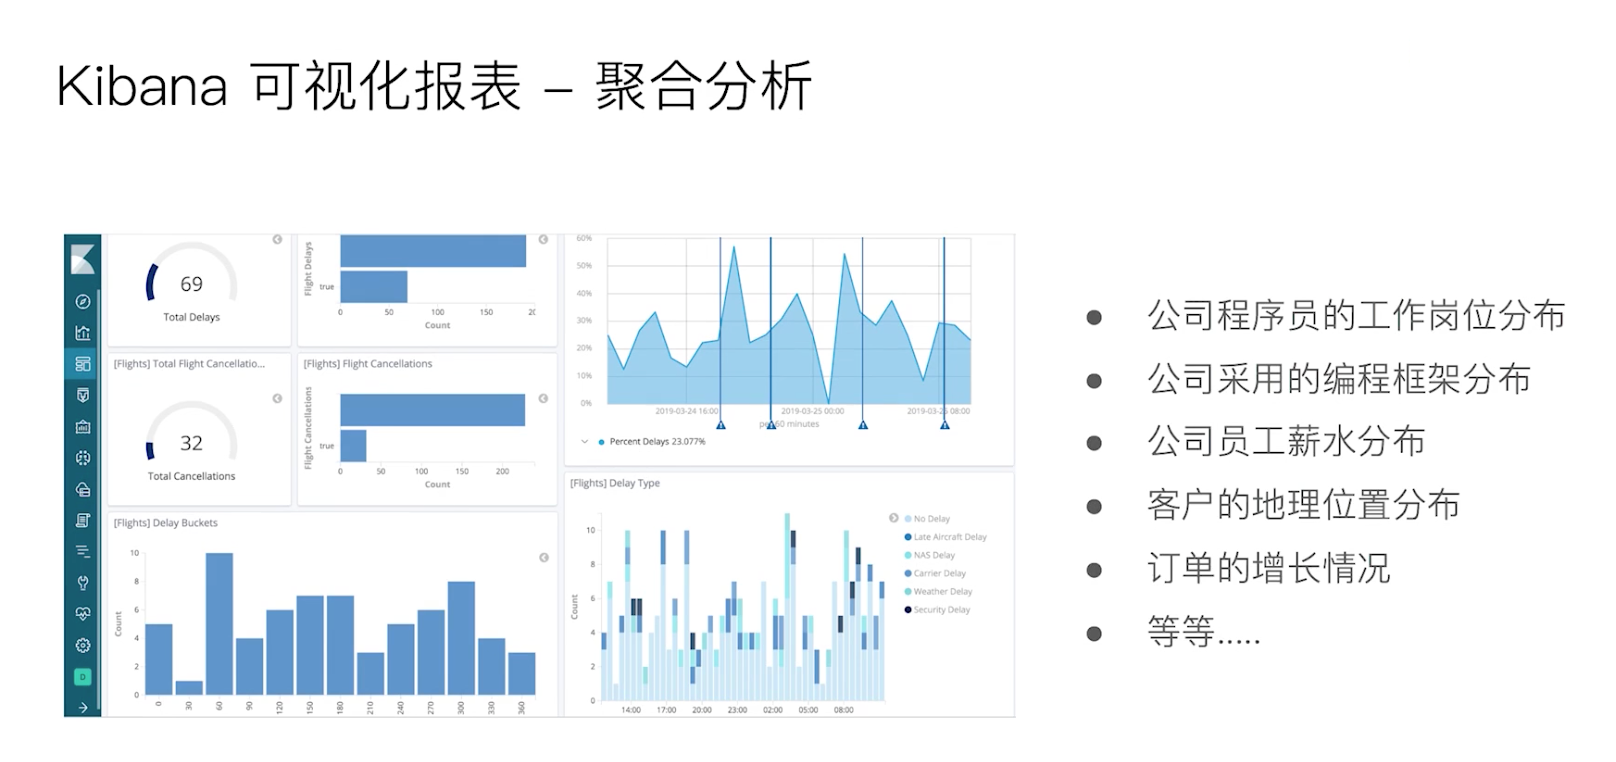 Kibana 可视化报表 – 聚合分析
69
Total Delays
Flight Delays
true
0 50 100 150
Count
60%
50%
40%
30%
20%
10%
0%
2019-03-24 16:00 2019-03-25 00:00
per 60 minutes
Percent Delays 23.077%
[Flights] Total Flight Cancellatio...
32
Total Cancellations
[Flights] Flight Cancellations
Flight Cancellations
true
0 50 100 150 200
Count
[Flights] Delay Buckets
Count
10
8
6
4
2
0
0 30 60 90 120 150 180 210 240 270 300 330 360
[Flights] Delay Type
Count
10
8
6
4
2
0
14:00 17:00 20:00 23:00 02:00 05:00 08:00
No Delay
Late Aircraft Delay
NAS Delay
Carrier Delay
Weather Delay
Security Delay
D
● 公司程序员的工作岗位分布
● 公司采用的编程框架分布
● 公司员工薪水分布
● 客户的地理位置分布
● 订单的增长情况
● 等等.....